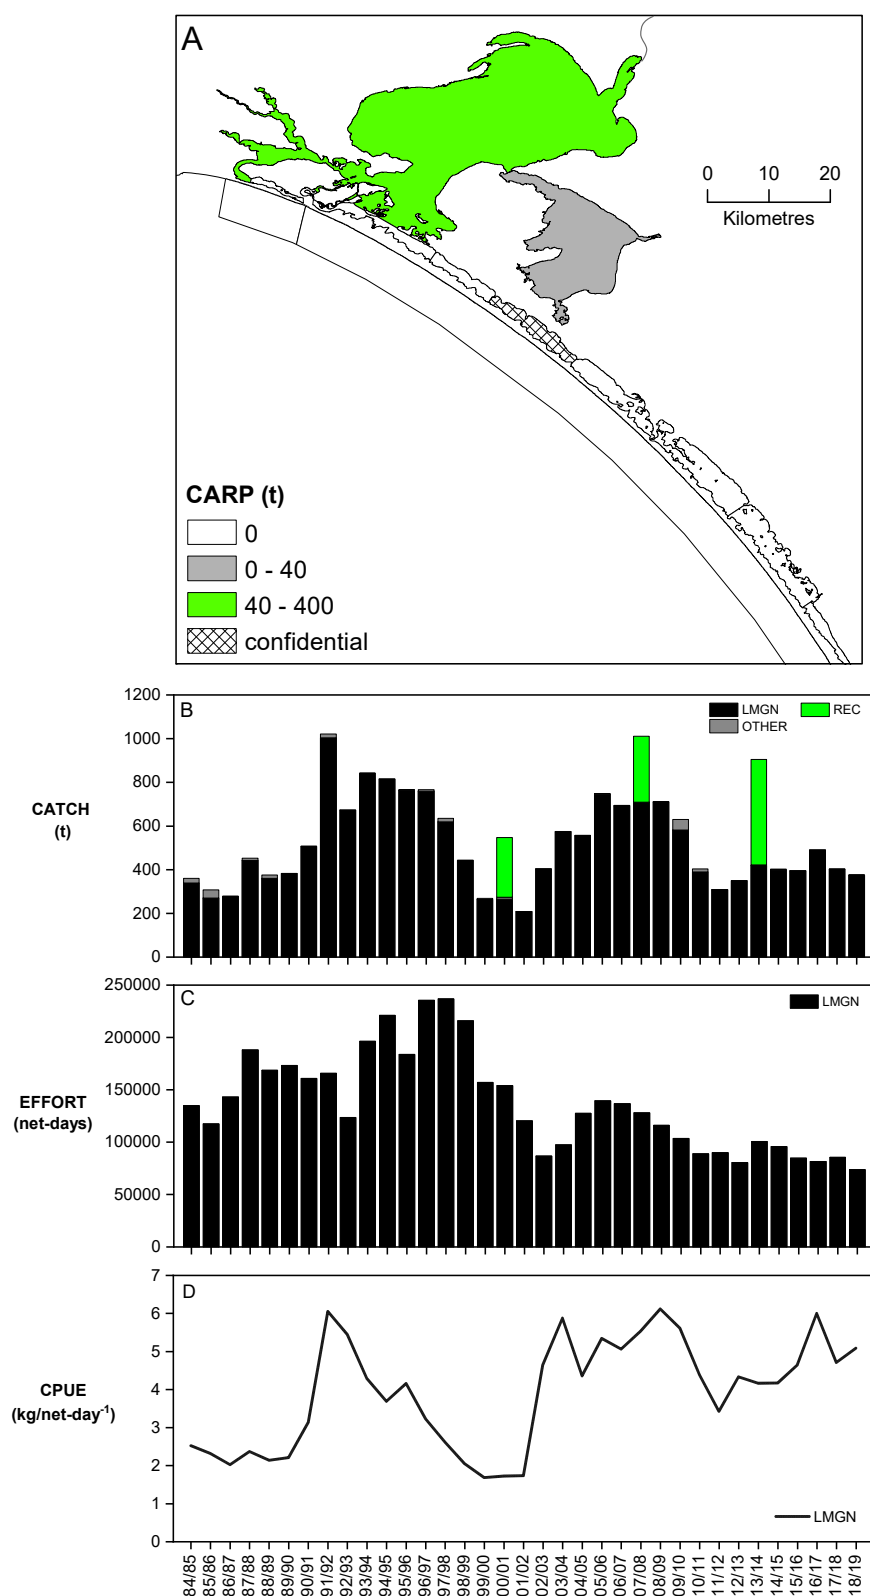 A
0 10 20
Kilometres
CARP (t)
0
0 - 40
40 - 400
confidential
1200
1000
800
600
400
200
0
CATCH
(t)
B
LMGN
REC
OTHER
250000
200000
150000
100000
50000
0
EFFORT
(net-days)
C
LMGN
7
6
5
4
3
2
1
0
CPUE
(kg/net-day-1)
D
LMGN
84/85
85/86
86/87
87/88
88/89
89/90
90/91
91/92
92/93
93/94
94/95
95/96
96/97
97/98
98/99
99/00
00/01
01/02
02/03
03/04
04/05
05/06
06/07
07/08
08/09
09/10
10/11
11/12
12/13
13/14
14/15
15/16
16/17
17/18
18/19